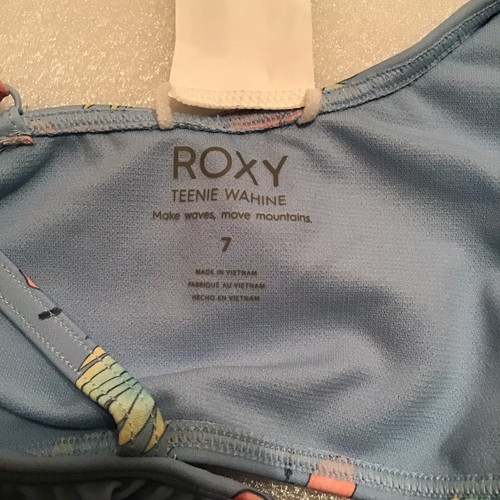 ROXY
TEENIE WAHINE
Make waves, move mountains.
7
MADE IN VIETNAM
FABRIQUÉ AU VIETNAM
HECHO EN VIETNAM